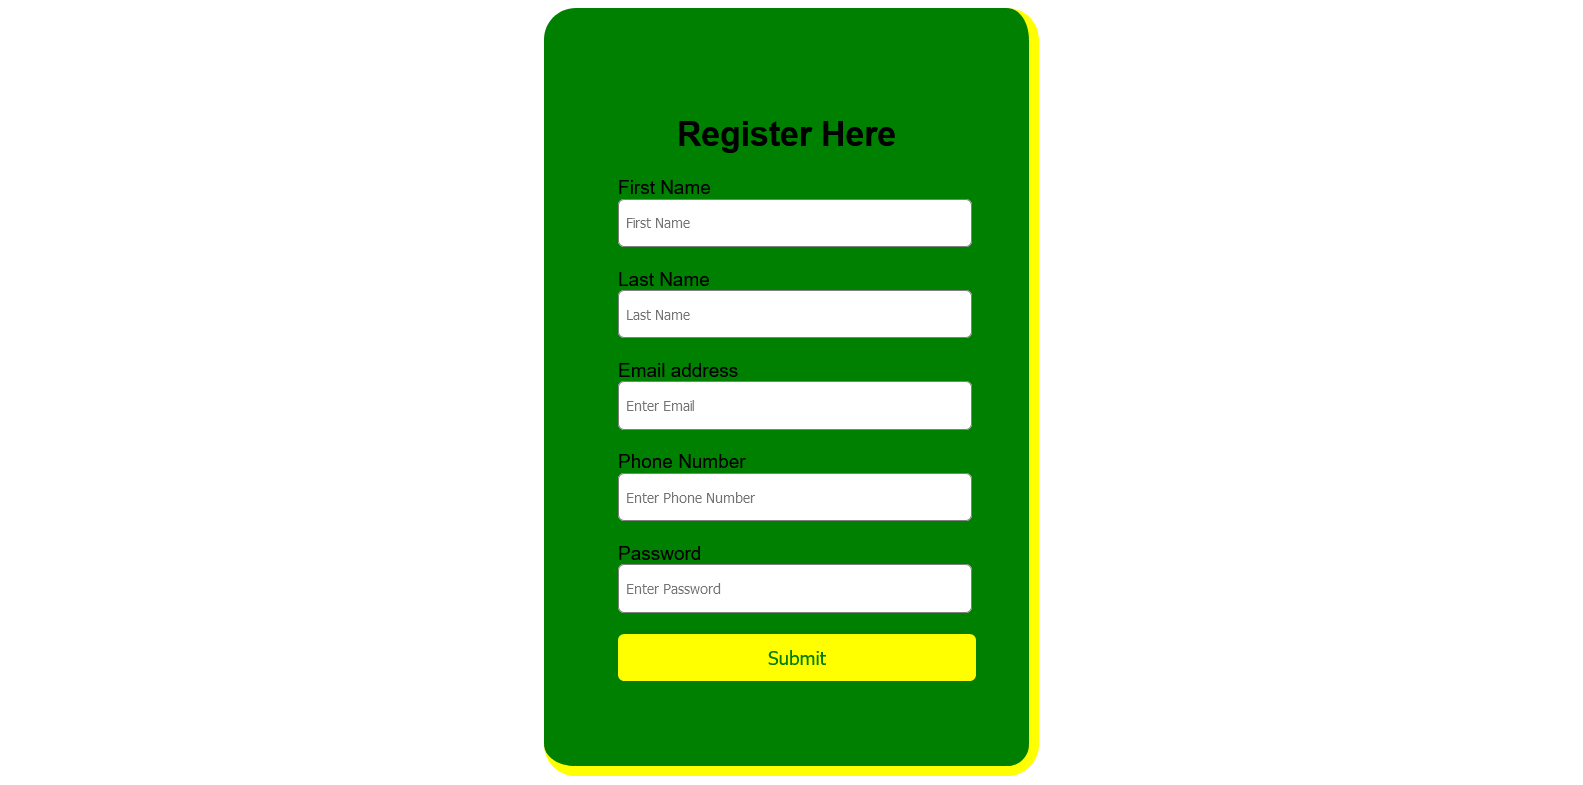 Register Here
First Name
First Name
Last Name
Last Name
Email address
Enter Email
Phone Number
Enter Phone Number
Password
Enter Password
Submit